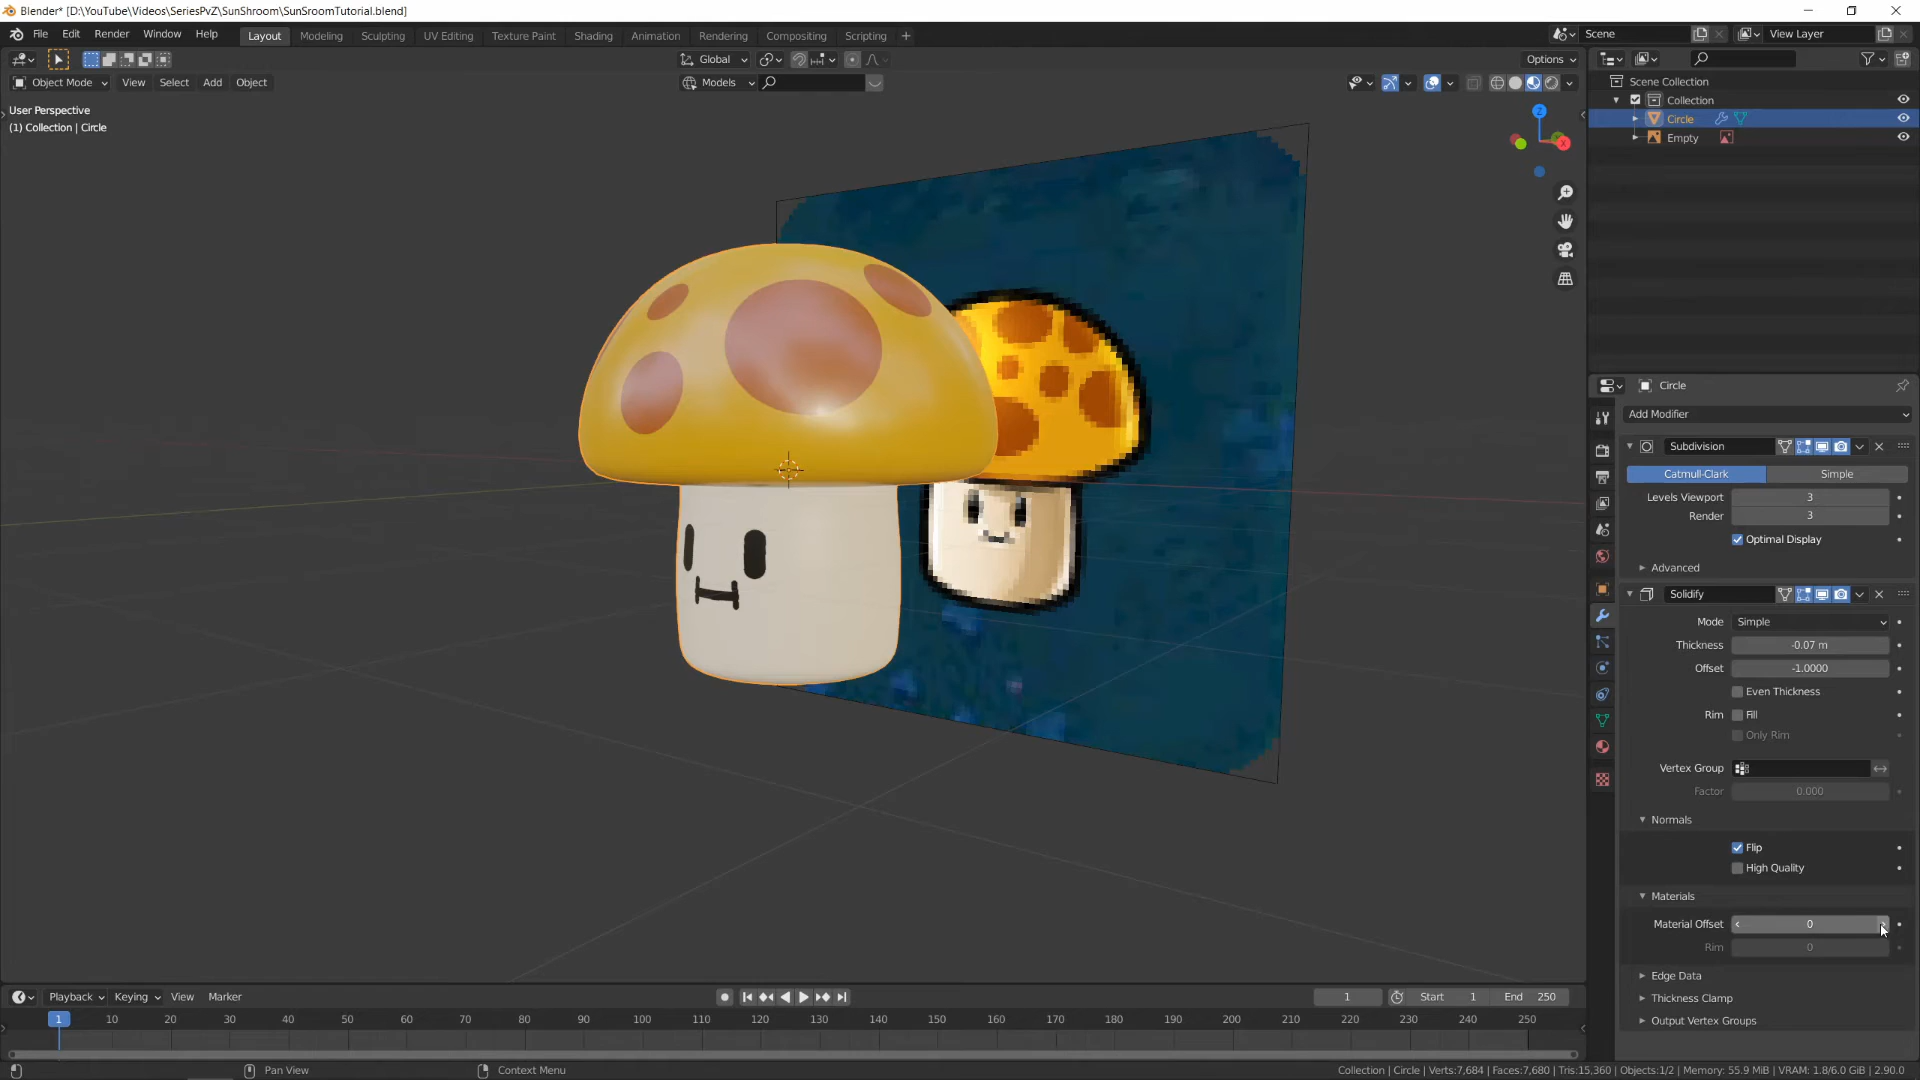 Blender* [D:\YouTube\Videos\SeriesPvZ\SunShroom\SunSroomTutorial.blend]
File Edit Render Window Help Layout Modeling Sculpting UV Editing Texture Paint Shading Animation Rendering Compositing Scripting + Scene View Layer
Global Options
Object Mode View Select Add Object Models
User Perspective
(1) Collection | Circle
Z
X
Scene Collection
Collection
Circle
Empty
Circle
Add Modifier
Subdivision
Catmull-Clark Simple
Levels Viewport 3
Render 3
Optimal Display
Advanced
Solidify
Mode Simple
Thickness -0.07 m
Offset -1.0000
Even Thickness
Rim Fill
Only Rim
Vertex Group
Factor 0.000
Normals
Flip
High Quality
Materials
Material Offset 0
Rim 0
Edge Data
Thickness Clamp
Output Vertex Groups
Playback Keying View Marker 1 Start 1 End 250
1 10 20 30 40 50 60 70 80 90 100 110 120 130 140 150 160 170 180 190 200 210 220 230 240 250
Pan View Context Menu Collection | Circle | Verts:7,684 | Faces:7,680 | Tris:15,360 | Objects:1/2 | Memory: 55.9 MiB | VRAM: 1.8/6.0 GiB | 2.90.0